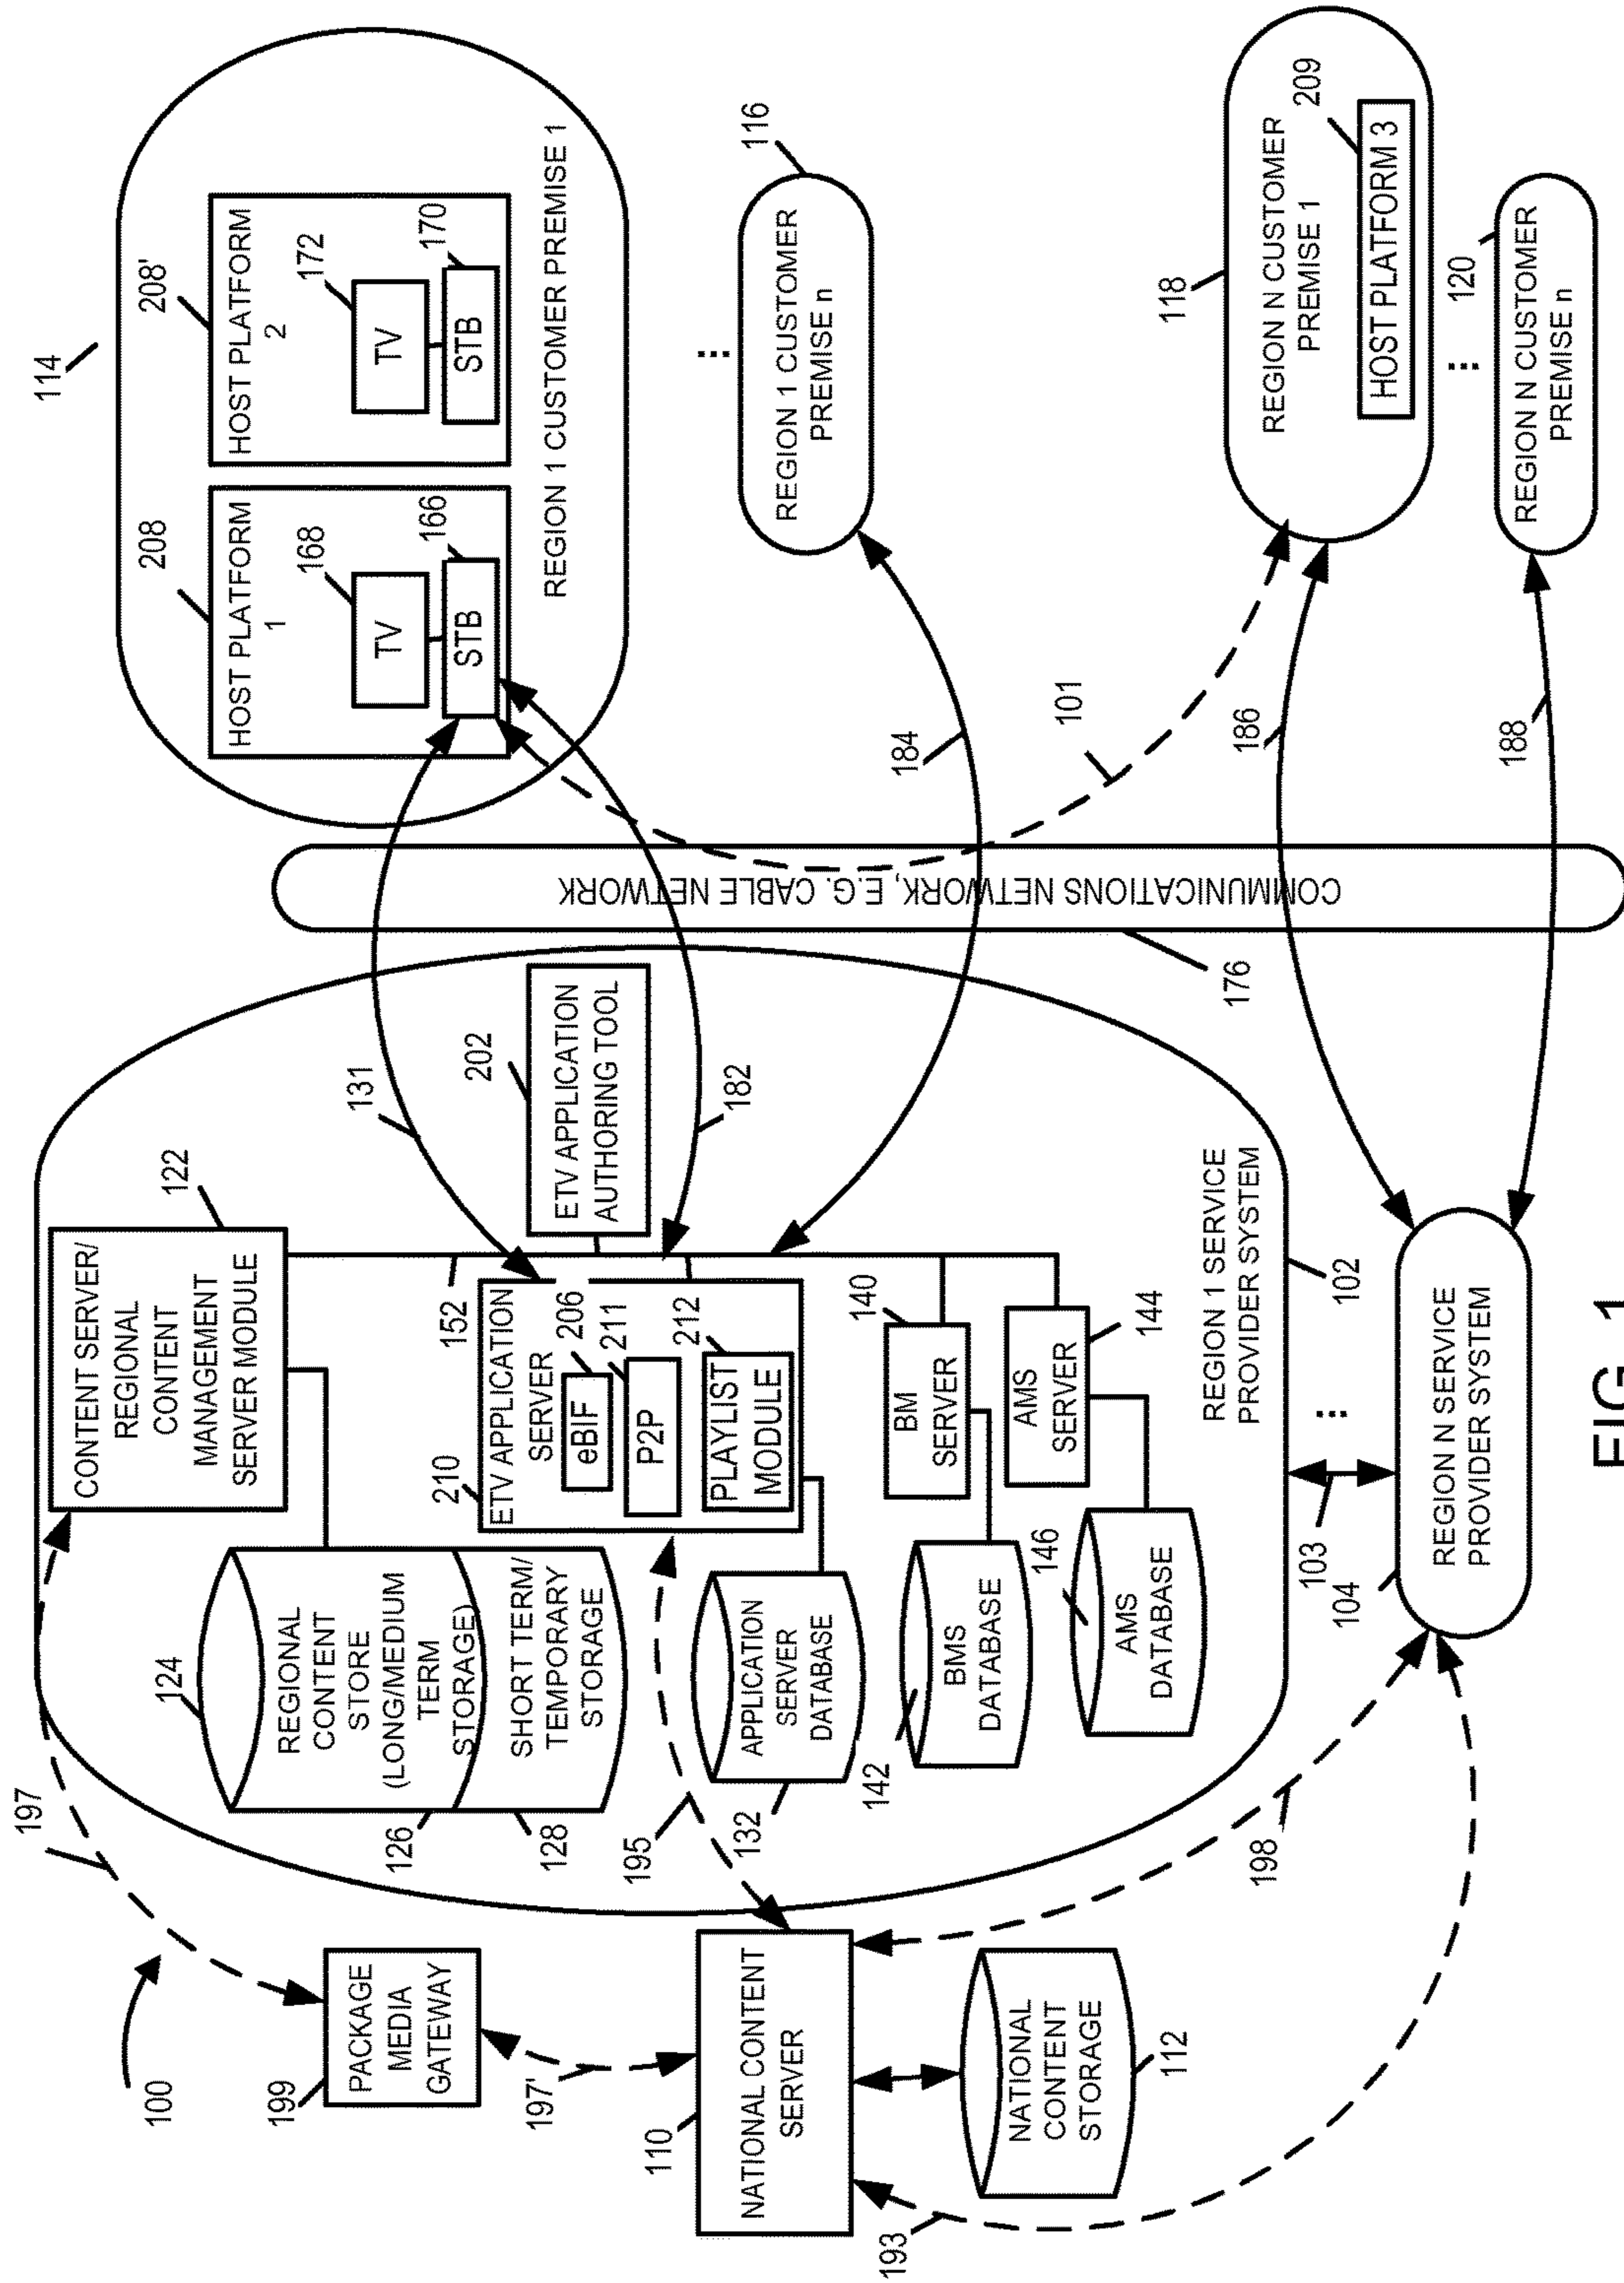 100
197
199
PACKAGE
MEDIA
GATEWAY
197'
110
NATIONAL CONTENT
SERVER
NATIONAL
CONTENT
STORAGE
112
193
195
198
124
REGIONAL
CONTENT
STORE
(LONG/MEDIUM
TERM
STORAGE)
126
SHORT TERM/
TEMPORARY
STORAGE
128
CONTENT SERVER/
REGIONAL
CONTENT
MANAGEMENT
SERVER MODULE
122
152
210
ETV APPLICATION
SERVER
206
eBIF
211
P2P
212
PLAYLIST
MODULE
APPLICATION
SERVER
DATABASE
132
140
BM
SERVER
142
BMS
DATABASE
144
AMS
SERVER
146
AMS
DATABASE
202
ETV APPLICATION
AUTHORING TOOL
131
182
REGION 1 SERVICE
PROVIDER SYSTEM
102
103
...
104
REGION N SERVICE
PROVIDER SYSTEM
COMMUNICATIONS NETWORK, E.G. CABLE NETWORK
176
184
101
186
188
114
208
HOST PLATFORM
1
168
TV
166
STB
208'
HOST PLATFORM
2
172
TV
170
STB
REGION 1 CUSTOMER PREMISE 1
...
116
REGION 1 CUSTOMER
PREMISE n
118
REGION N CUSTOMER
PREMISE 1
209
HOST PLATFORM 3
...
120
REGION N CUSTOMER
PREMISE n
FIG. 1